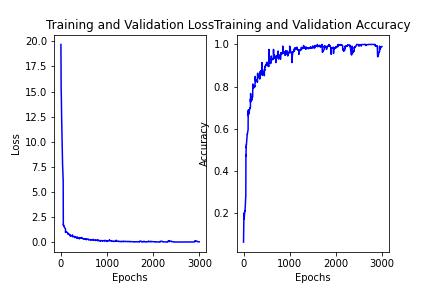 Training and Validation Loss
20.0
17.5
15.0
12.5
10.0
7.5
5.0
2.5
0.0
Loss
0 1000 2000 3000
Epochs
Training and Validation Accuracy
1.0
0.8
0.6
0.4
0.2
Accuracy
0 1000 2000 3000
Epochs